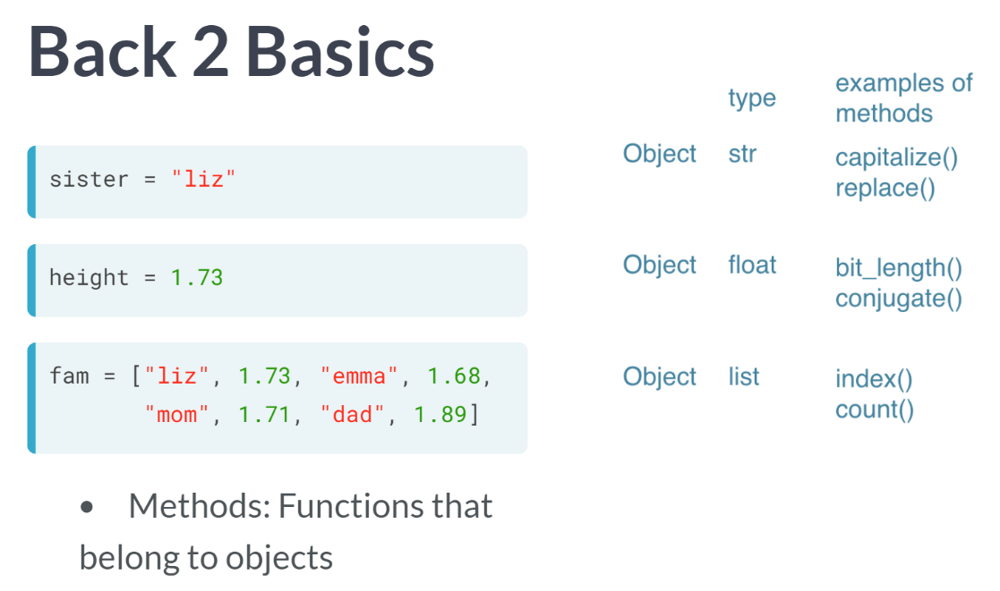 Back 2 Basics
type
examples of
methods
sister = "liz"
Object
str
capitalize()
replace()
height = 1.73
Object
float
bit_length()
conjugate()
fam = ["liz", 1.73, "emma", 1.68,
"mom", 1.71, "dad", 1.89]
Object
list
index()
count()
• Methods: Functions that
belong to objects